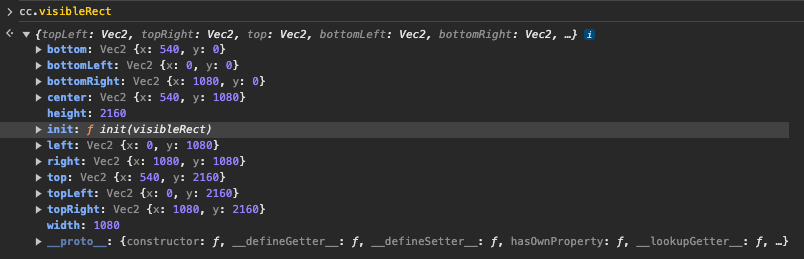 > cc.visibleRect
{topLeft: Vec2, topRight: Vec2, top: Vec2, bottomLeft: Vec2, bottomRight: Vec2, …} i
bottom: Vec2 {x: 540, y: 0}
bottomLeft: Vec2 {x: 0, y: 0}
bottomRight: Vec2 {x: 1080, y: 0}
center: Vec2 {x: 540, y: 1080}
height: 2160
init: ƒ init(visibleRect)
left: Vec2 {x: 0, y: 1080}
right: Vec2 {x: 1080, y: 1080}
top: Vec2 {x: 540, y: 2160}
topLeft: Vec2 {x: 0, y: 2160}
topRight: Vec2 {x: 1080, y: 2160}
width: 1080
__proto__: {constructor: ƒ, __defineGetter__: ƒ, __defineSetter__: ƒ, hasOwnProperty: ƒ, __lookupGetter__: ƒ, …}